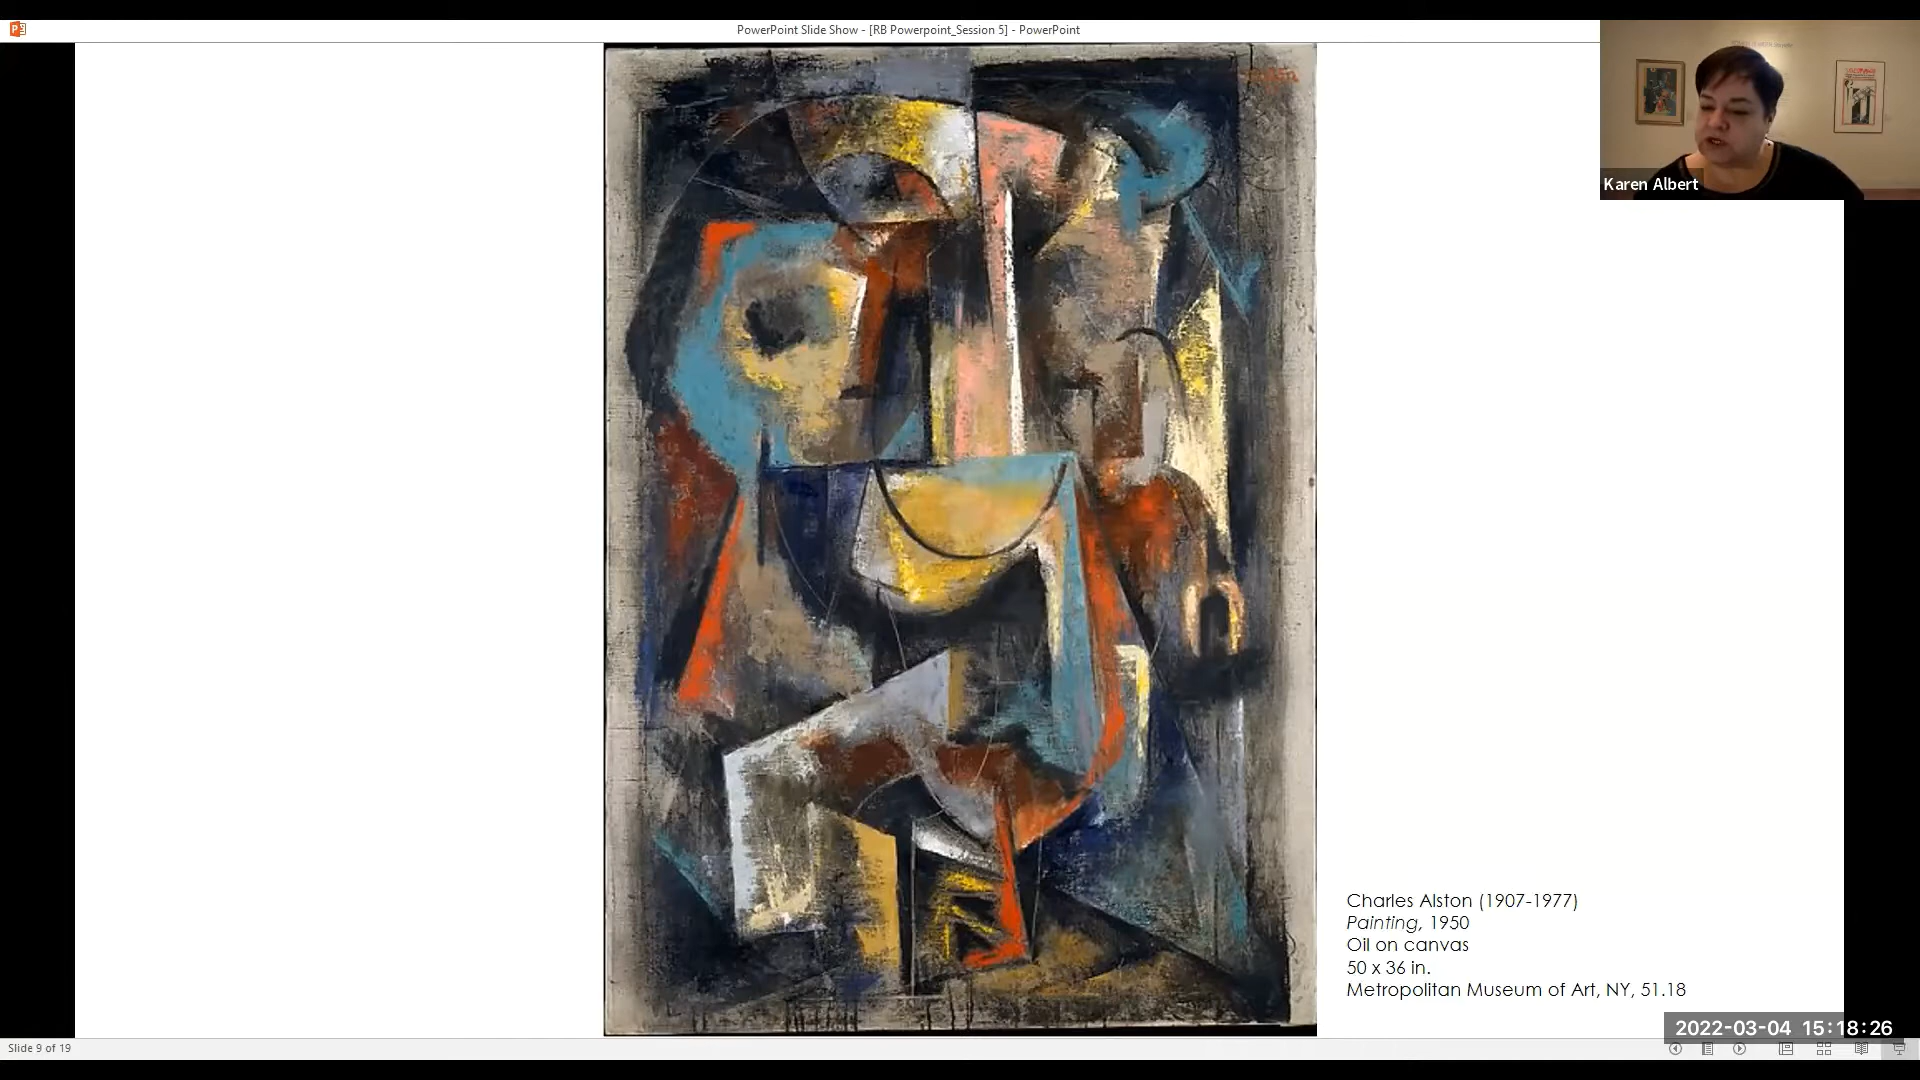 PowerPoint Slide Show - [RB Powerpoint_Session 5] - PowerPoint
Karen Albert
Charles Alston (1907-1977)
Painting, 1950
Oil on canvas
50 x 36 in.
Metropolitan Museum of Art, NY, 51.18
2022-03-04 15:18:26
Slide 9 of 19